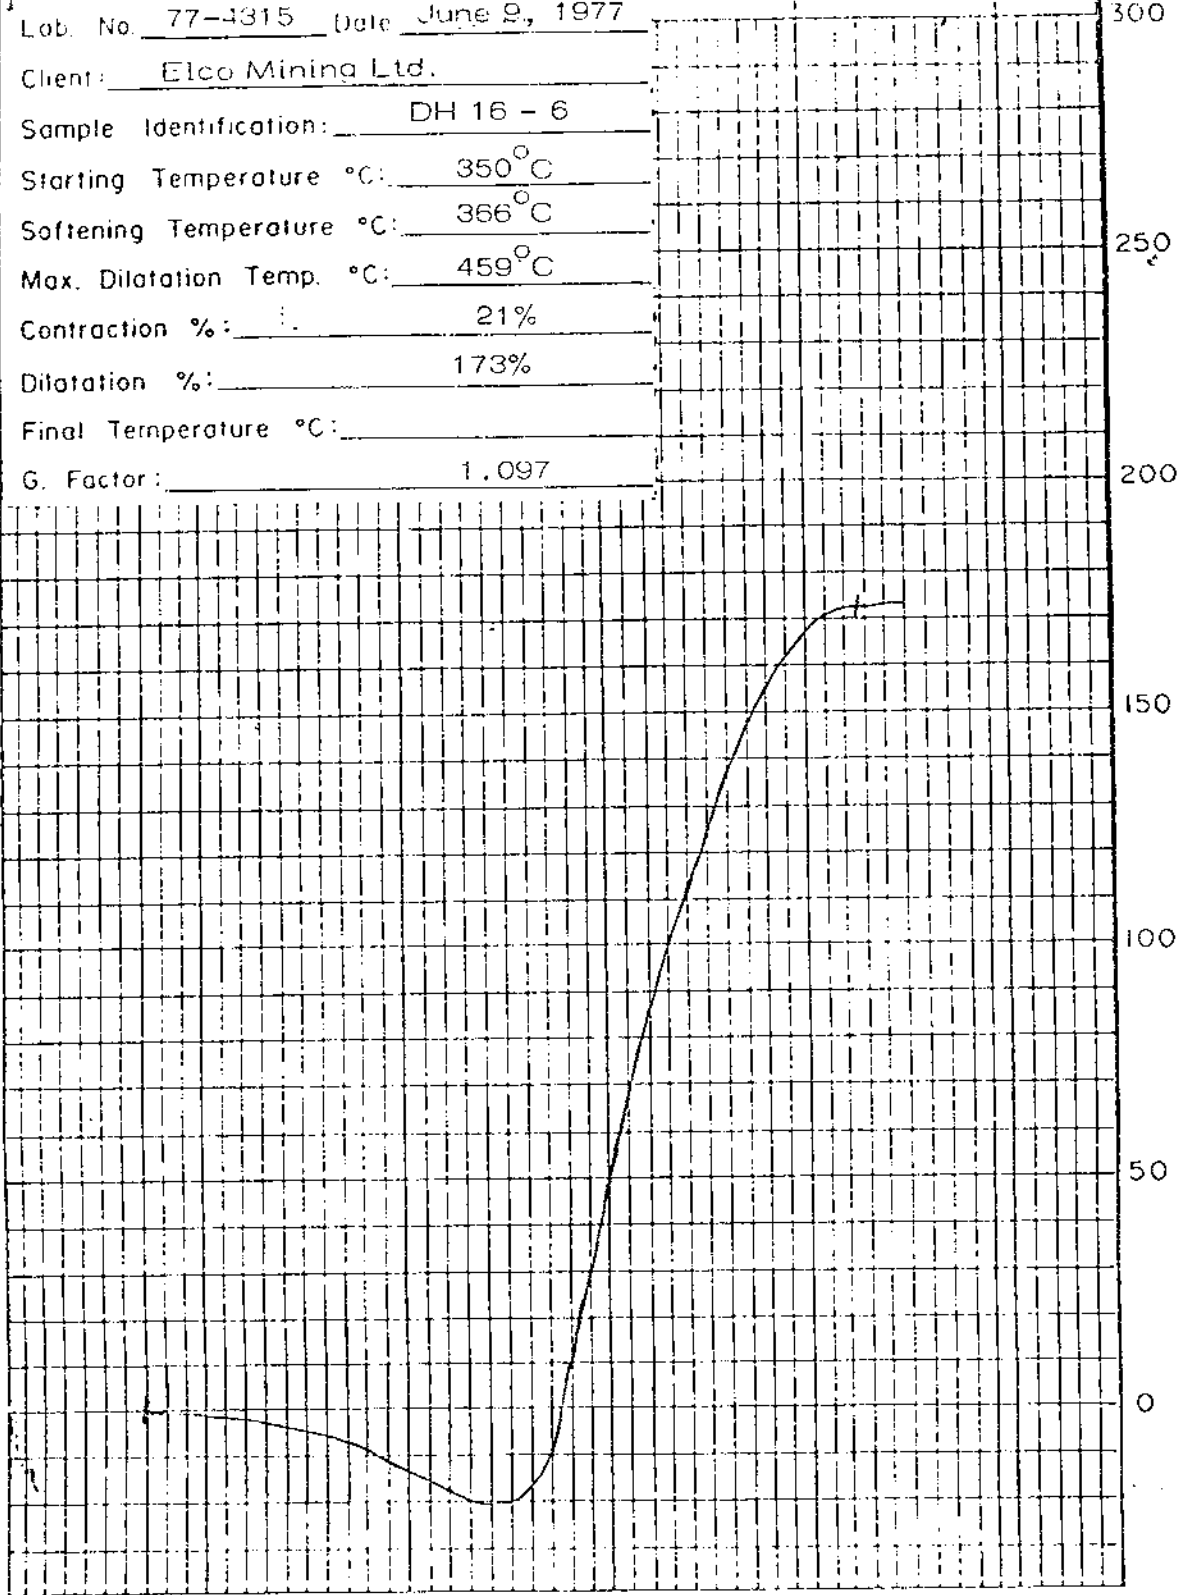 Lab. No. 77-4315 Date June 9, 1977
Client: Elco Mining Ltd.
Sample Identification: DH 16 - 6
Starting Temperature °C: 350°C
Softening Temperature °C: 366°C
Max. Dilatation Temp. °C: 459°C
Contraction %: 21%
Dilatation %: 173%
Final Temperature °C:
G. Factor: 1.097
300
250
200
150
100
50
0